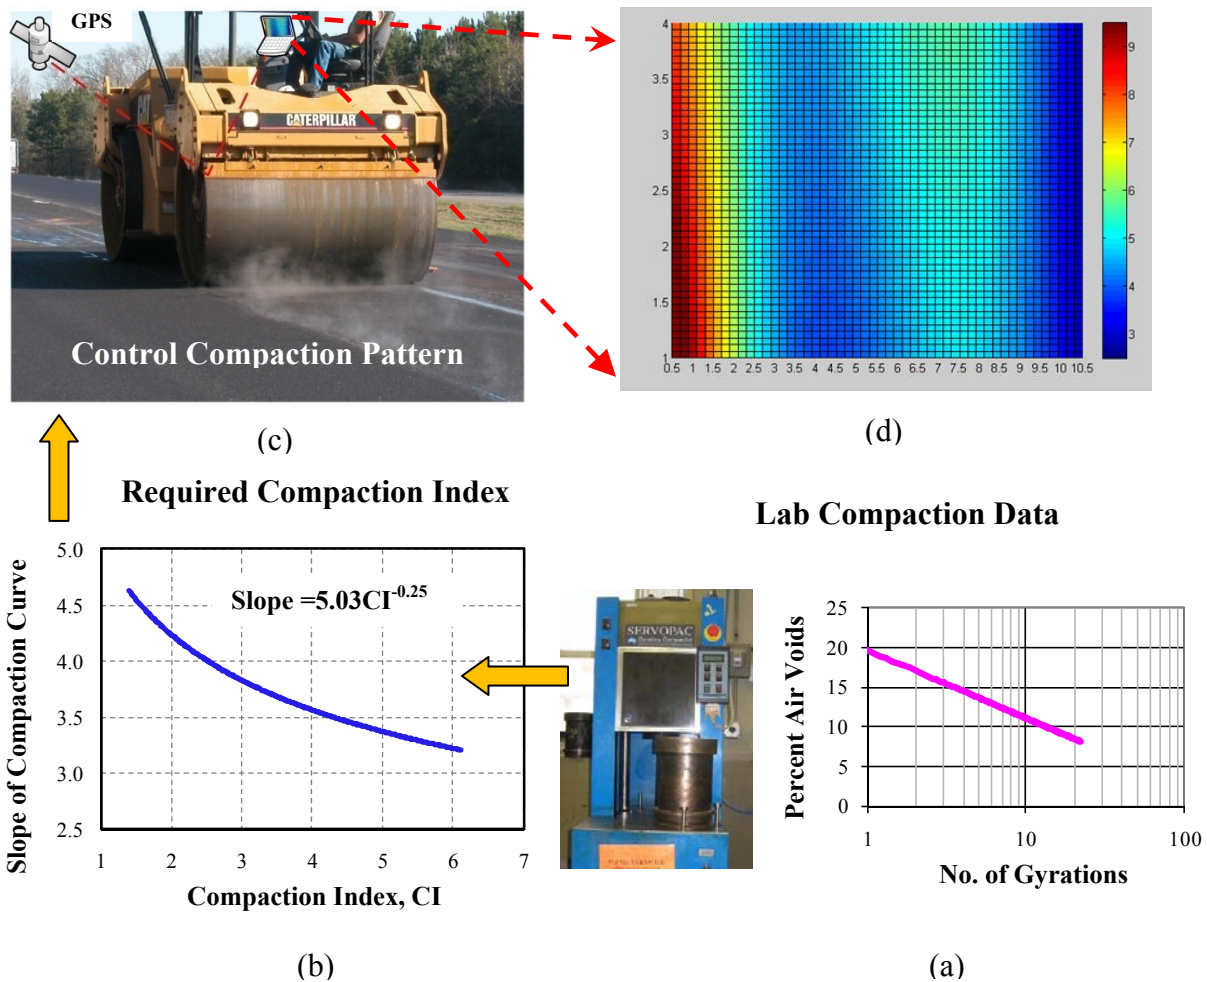 GPS
CAT
CATERPILLAR
Control Compaction Pattern
(c)
4
3.5
3
2.5
2
1.5
1
0.5 1 1.5 2 2.5 3 3.5 4 4.5 5 5.5 6 6.5 7 7.5 8 8.5 9 9.5 10 10.5
9
8
7
6
5
4
3
(d)
Required Compaction Index
Slope of Compaction Curve
5.0
4.5
4.0
3.5
3.0
2.5
Slope =5.03CI-0.25
1 2 3 4 5 6 7
Compaction Index, CI
(b)
SERVOPAC
Lab Compaction Data
Percent Air Voids
25
20
15
10
5
0
1 10 100
No. of Gyrations
(a)